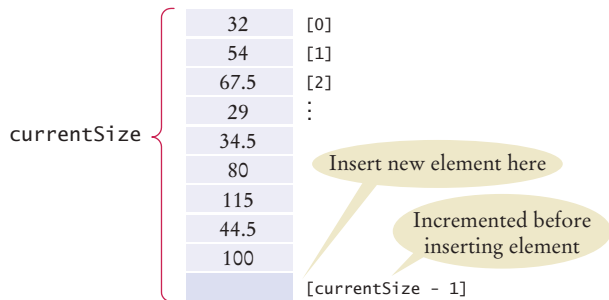 32 [0]
54 [1]
67.5 [2]
29 ⋮
currentSize
34.5
80
Insert new element here
115
44.5
Incremented before
inserting element
100
[currentSize - 1]